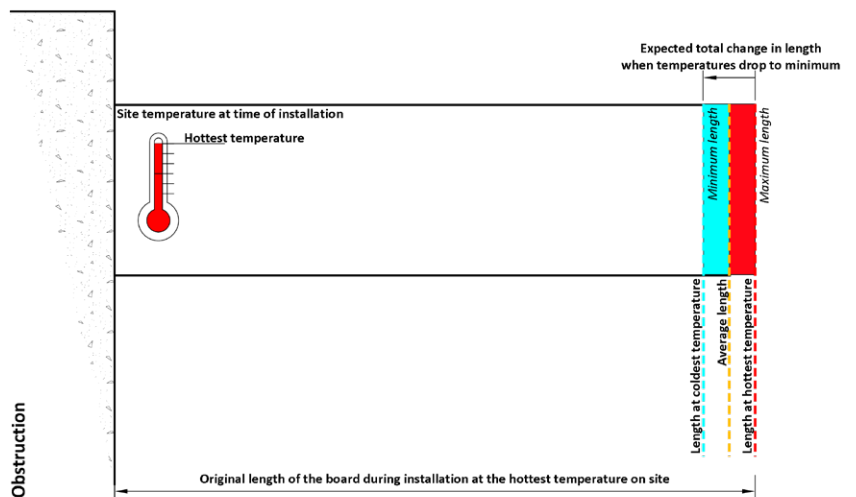 Expected total change in length
when temperatures drop to minimum
Site temperature at time of installation
Hottest temperature
Minimum length
Maximum length
Length at coldest temperature
Average length
Length at hottest temperature
Obstruction
Original length of the board during installation at the hottest temperature on site